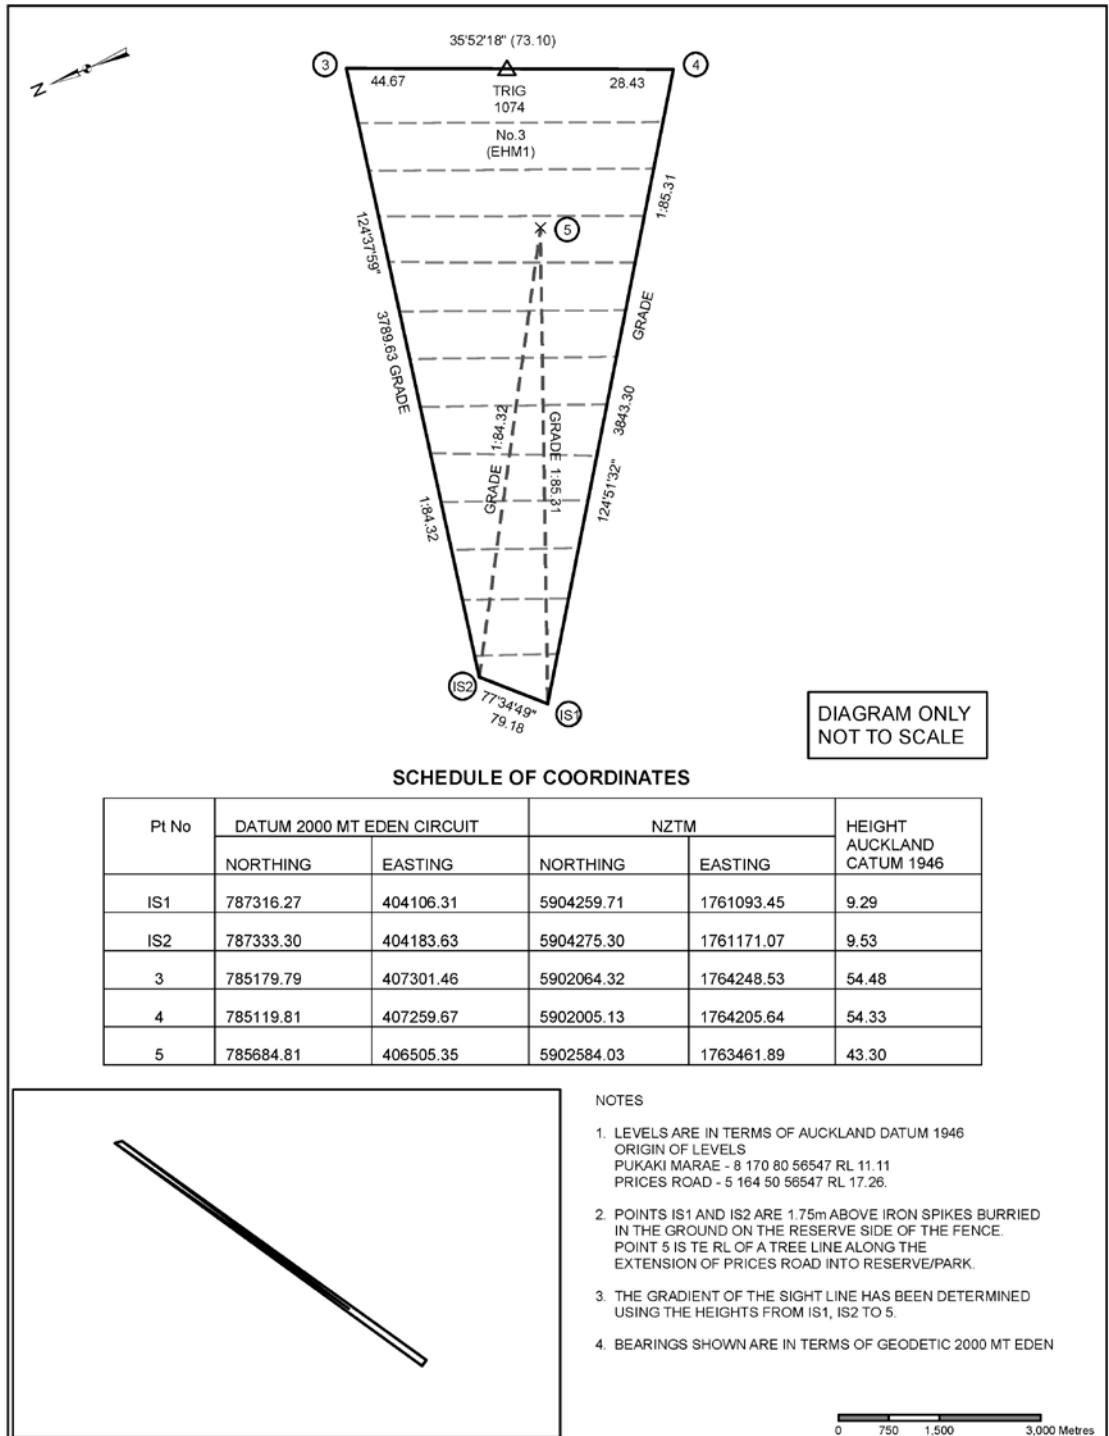 N
35'52'18" (73.10)
3
4
44.67
28.43
TRIG
1074
No.3
(EHM1)
5
124'37'59"
3789.63 GRADE
1:84.32
1:85.31
GRADE
3843.30
124'51'32"
GRADE 1:84.32
GRADE 1:85.31
IS2
IS1
77'34'49"
79.18
DIAGRAM ONLY
NOT TO SCALE
SCHEDULE OF COORDINATES
Pt No DATUM 2000 MT EDEN CIRCUIT NZTM HEIGHT
AUCKLAND
CATUM 1946
NORTHING EASTING NORTHING EASTING
IS1 787316.27 404106.31 5904259.71 1761093.45 9.29
IS2 787333.30 404183.63 5904275.30 1761171.07 9.53
3 785179.79 407301.46 5902064.32 1764248.53 54.48
4 785119.81 407259.67 5902005.13 1764205.64 54.33
5 785684.81 406505.35 5902584.03 1763461.89 43.30
NOTES
1. LEVELS ARE IN TERMS OF AUCKLAND DATUM 1946
ORIGIN OF LEVELS
PUKAKI MARAE - 8 170 80 56547 RL 11.11
PRICES ROAD - 5 164 50 56547 RL 17.26.
2. POINTS IS1 AND IS2 ARE 1.75m ABOVE IRON SPIKES BURRIED
IN THE GROUND ON THE RESERVE SIDE OF THE FENCE.
POINT 5 IS TE RL OF A TREE LINE ALONG THE
EXTENSION OF PRICES ROAD INTO RESERVE/PARK.
3. THE GRADIENT OF THE SIGHT LINE HAS BEEN DETERMINED
USING THE HEIGHTS FROM IS1, IS2 TO 5.
4. BEARINGS SHOWN ARE IN TERMS OF GEODETIC 2000 MT EDEN
0 750 1,500 3,000 Metres